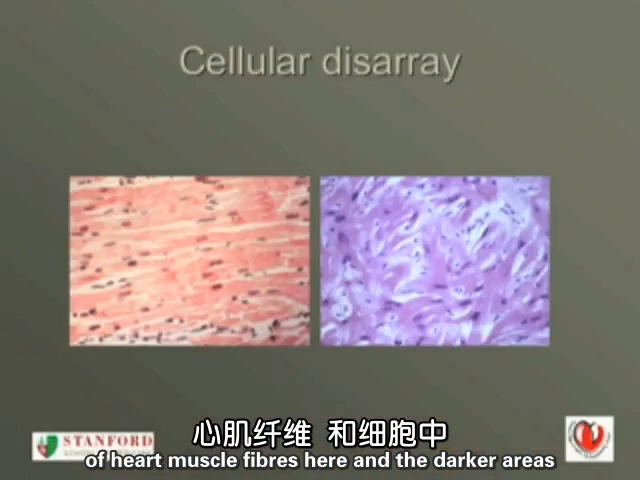 Cellular disarray
心肌纤维 和细胞中
of heart muscle fibres here and the darker areas
STANFORD